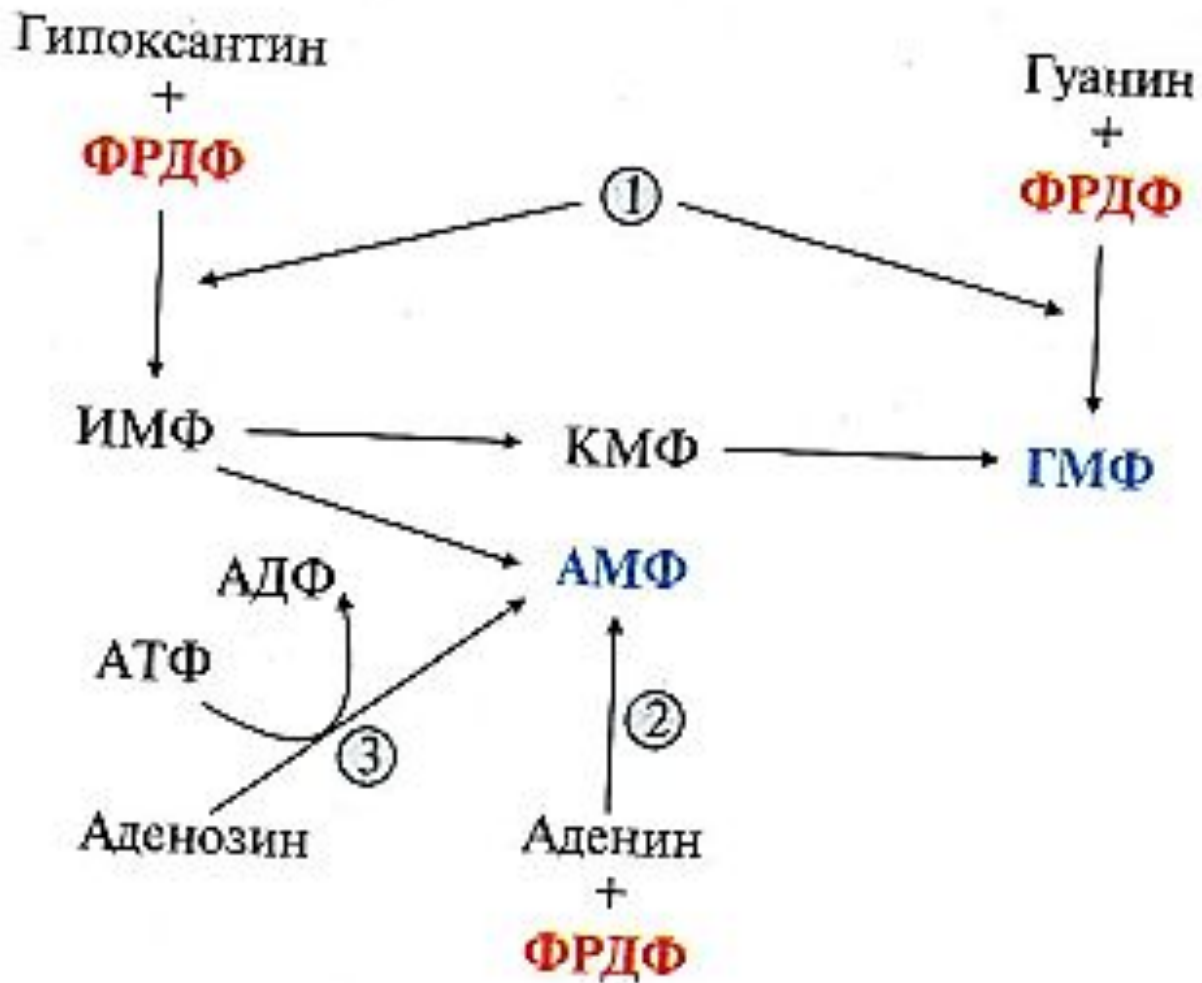 Гипоксантин
+
ФРДФ
Гуанин
+
ФРДФ
1
ИМФ
КМФ
ГМФ
АМФ
АДФ
АТФ
2
3
Аденозин
Аденин
+
ФРДФ